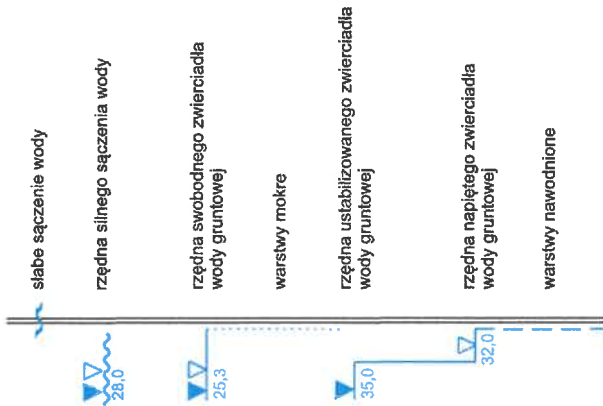 słabe sączenie wody
rzędna silnego sączenia wody
28,0
rzędna swobodnego zwierciadła
wody gruntowej
25,3
warstwy mokre
rzędna ustabilizowanego zwierciadła
wody gruntowej
35,0
rzędna napiętego zwierciadła
wody gruntowej
32,0
warstwy nawodnione